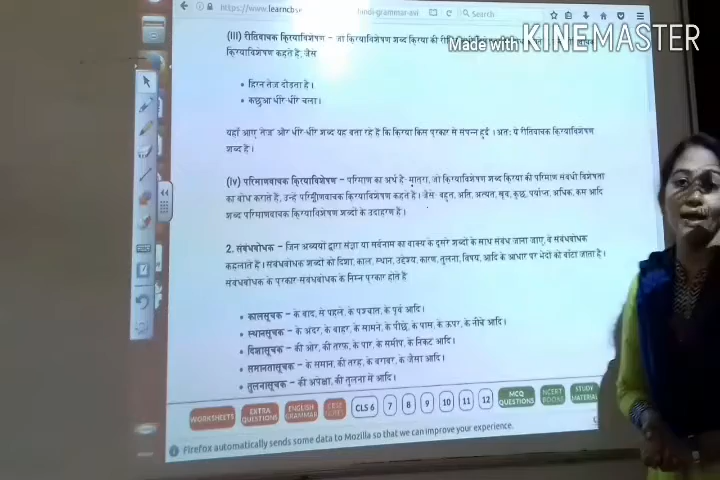 https://www.learncbse hindi-grammar-avi Search
Made with KINEMASTER
(III) रीतिवाचक क्रियाविशेषण – जो क्रियाविशेषण शब्द क्रिया की
क्रियाविशेषण कहते हैं, जैसे
हिरन तेज दौड़ता है।
कछुआ धीरे धीरे चला।
यहाँ आए 'तेज' और धीरे-धीरे शब्द यह बता रहे हैं कि क्रिया किस प्रकार से संपन्न हुई। अतः ये रीतिवाचक क्रियाविशेषण
शब्द हैं।
(iv) परिमाणवाचक क्रियाविशेषण – परिमाण का अर्थ है- मात्रा, जो क्रियाविशेषण शब्द क्रिया की परिमाण संबंधी विशेषता
का बोध कराते हैं, उन्हें परिमाणवाचक क्रियाविशेषण कहते हैं। जैसे- बहुत, अति, अत्यंत, खूब, कुछ, पर्याप्त, अधिक, कम आदि
शब्द परिमाणवाचक क्रियाविशेषण शब्दों के उदाहरण हैं।
2. संबंधबोधक – जिन अव्ययों द्वारा संज्ञा या सर्वनाम का वाक्य के दूसरे शब्दों के साथ संबंध जाना जाए, वे संबंधबोधक
कहलाते हैं। संबंधबोधक शब्दों को दिशा, काल, स्थान, उद्देश्य, कारण, तुलना, विषय, आदि के आधार पर भेदों को बाँटा जाता है।
संबंधबोधक के प्रकार संबंधबोधक के निम्न प्रकार होते हैं
कालसूचक – के बाद, से पहले, के पश्चात, के पूर्व आदि।
स्थानसूचक – के अंदर, के बाहर, के सामने, के पीछे, के पास, के ऊपर, के नीचे आदि।
दिशासूचक – की ओर, की तरफ, के पार, के समीप, के निकट आदि।
समानतासूचक – के समान, की तरह, के बराबर, के जैसा आदि।
तुलनासूचक – की अपेक्षा, की तुलना में आदि।
WORKSHEETS EXTRA QUESTIONS ENGLISH GRAMMAR CBSE NOTES CLS 6 7 8 9 10 11 12 MCQ QUESTIONS NCERT BOOKS STUDY MATERIAL
Firefox automatically sends some data to Mozilla so that we can improve your experience.